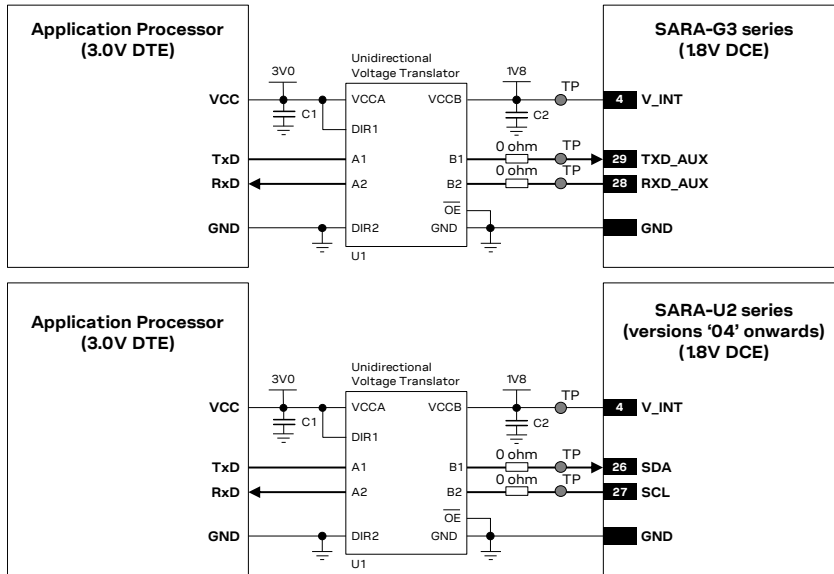 Application Processor
(3.0V DTE)
SARA-G3 series
(1.8V DCE)
Unidirectional
Voltage Translator
3V0
1V8
TP
VCC
VCCA
VCCB
4
V_INT
C1
C2
DIR1
0 ohm
TP
TxD
A1
B1
29
TXD_AUX
0 ohm
TP
RxD
A2
B2
28
RXD_AUX
OE
GND
DIR2
GND
GND
U1
Application Processor
(3.0V DTE)
SARA-U2 series
(versions ‘04’ onwards)
(1.8V DCE)
Unidirectional
Voltage Translator
3V0
1V8
TP
VCC
VCCA
VCCB
4
V_INT
C1
C2
DIR1
0 ohm
TP
TxD
A1
B1
26
SDA
0 ohm
TP
RxD
A2
B2
27
SCL
OE
GND
DIR2
GND
GND
U1